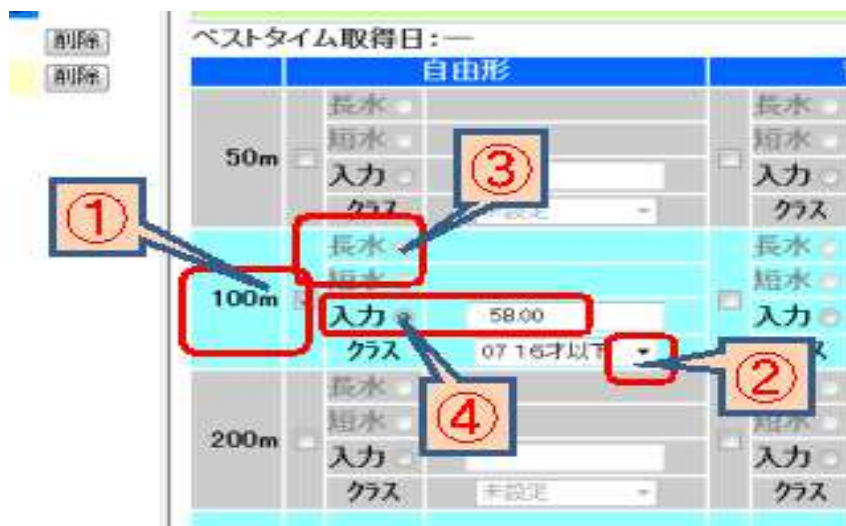 削除
ベストタイム取得日:―
削除
自由形
長水
長水
短水
短水
50m
③
入力
入力
①
クラス
未設定
クラス
長水
長水
短水
短水
100m
入力
58.00
入力
クラス
07 16才以下
②
長水
④
短水
短水
200m
入力
入力
クラス
未設定
クラス